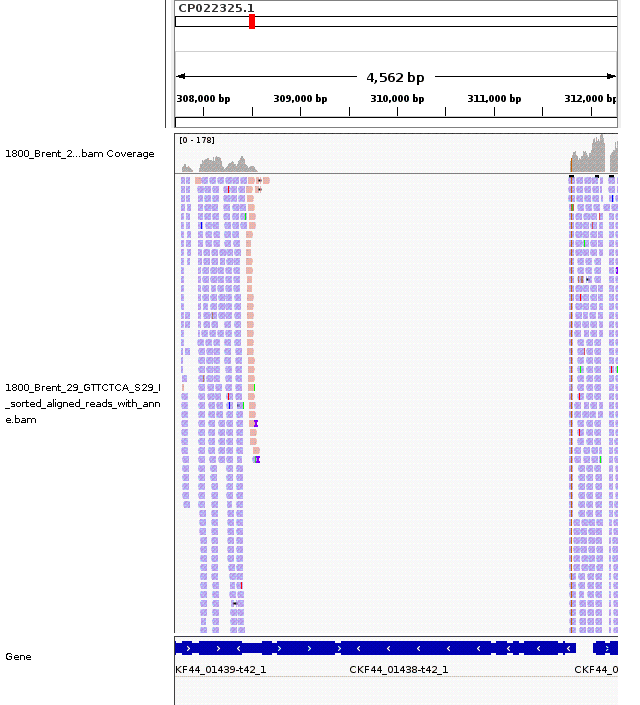 CP022325.1
4,562 bp
308,000 bp 309,000 bp 310,000 bp 311,000 bp 312,000 bp
[0 - 178]
1800_Brent_2...bam Coverage
1800_Brent_29_GTTCTCA_S29_l
_sorted_aligned_reads_with_ann
e.bam
Gene
KF44_01439-t42_1 CKF44_01438-t42_1 CKF44_0